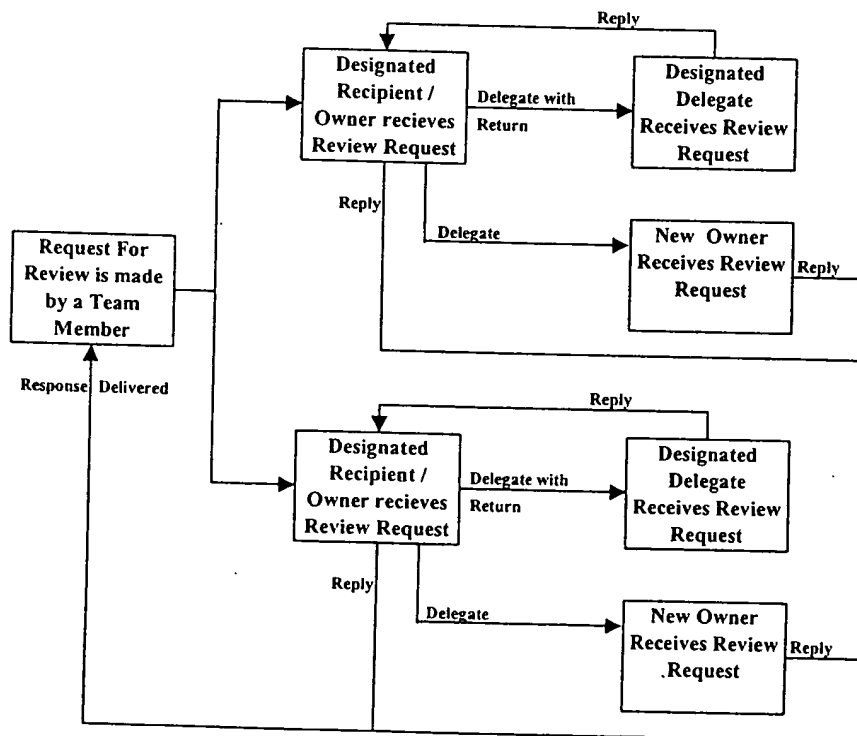 Reply
Designated
Recipient /
Owner recieves
Review Request
Delegate with
Return
Designated
Delegate
Receives Review
Request
Reply
Delegate
New Owner
Receives Review
Request
Reply
Request For
Review is made
by a Team
Member
Response Delivered
Reply
Designated
Recipient /
Owner recieves
Review Request
Delegate with
Return
Designated
Delegate
Receives Review
Request
Reply
Delegate
New Owner
Receives Review
.Request
Reply